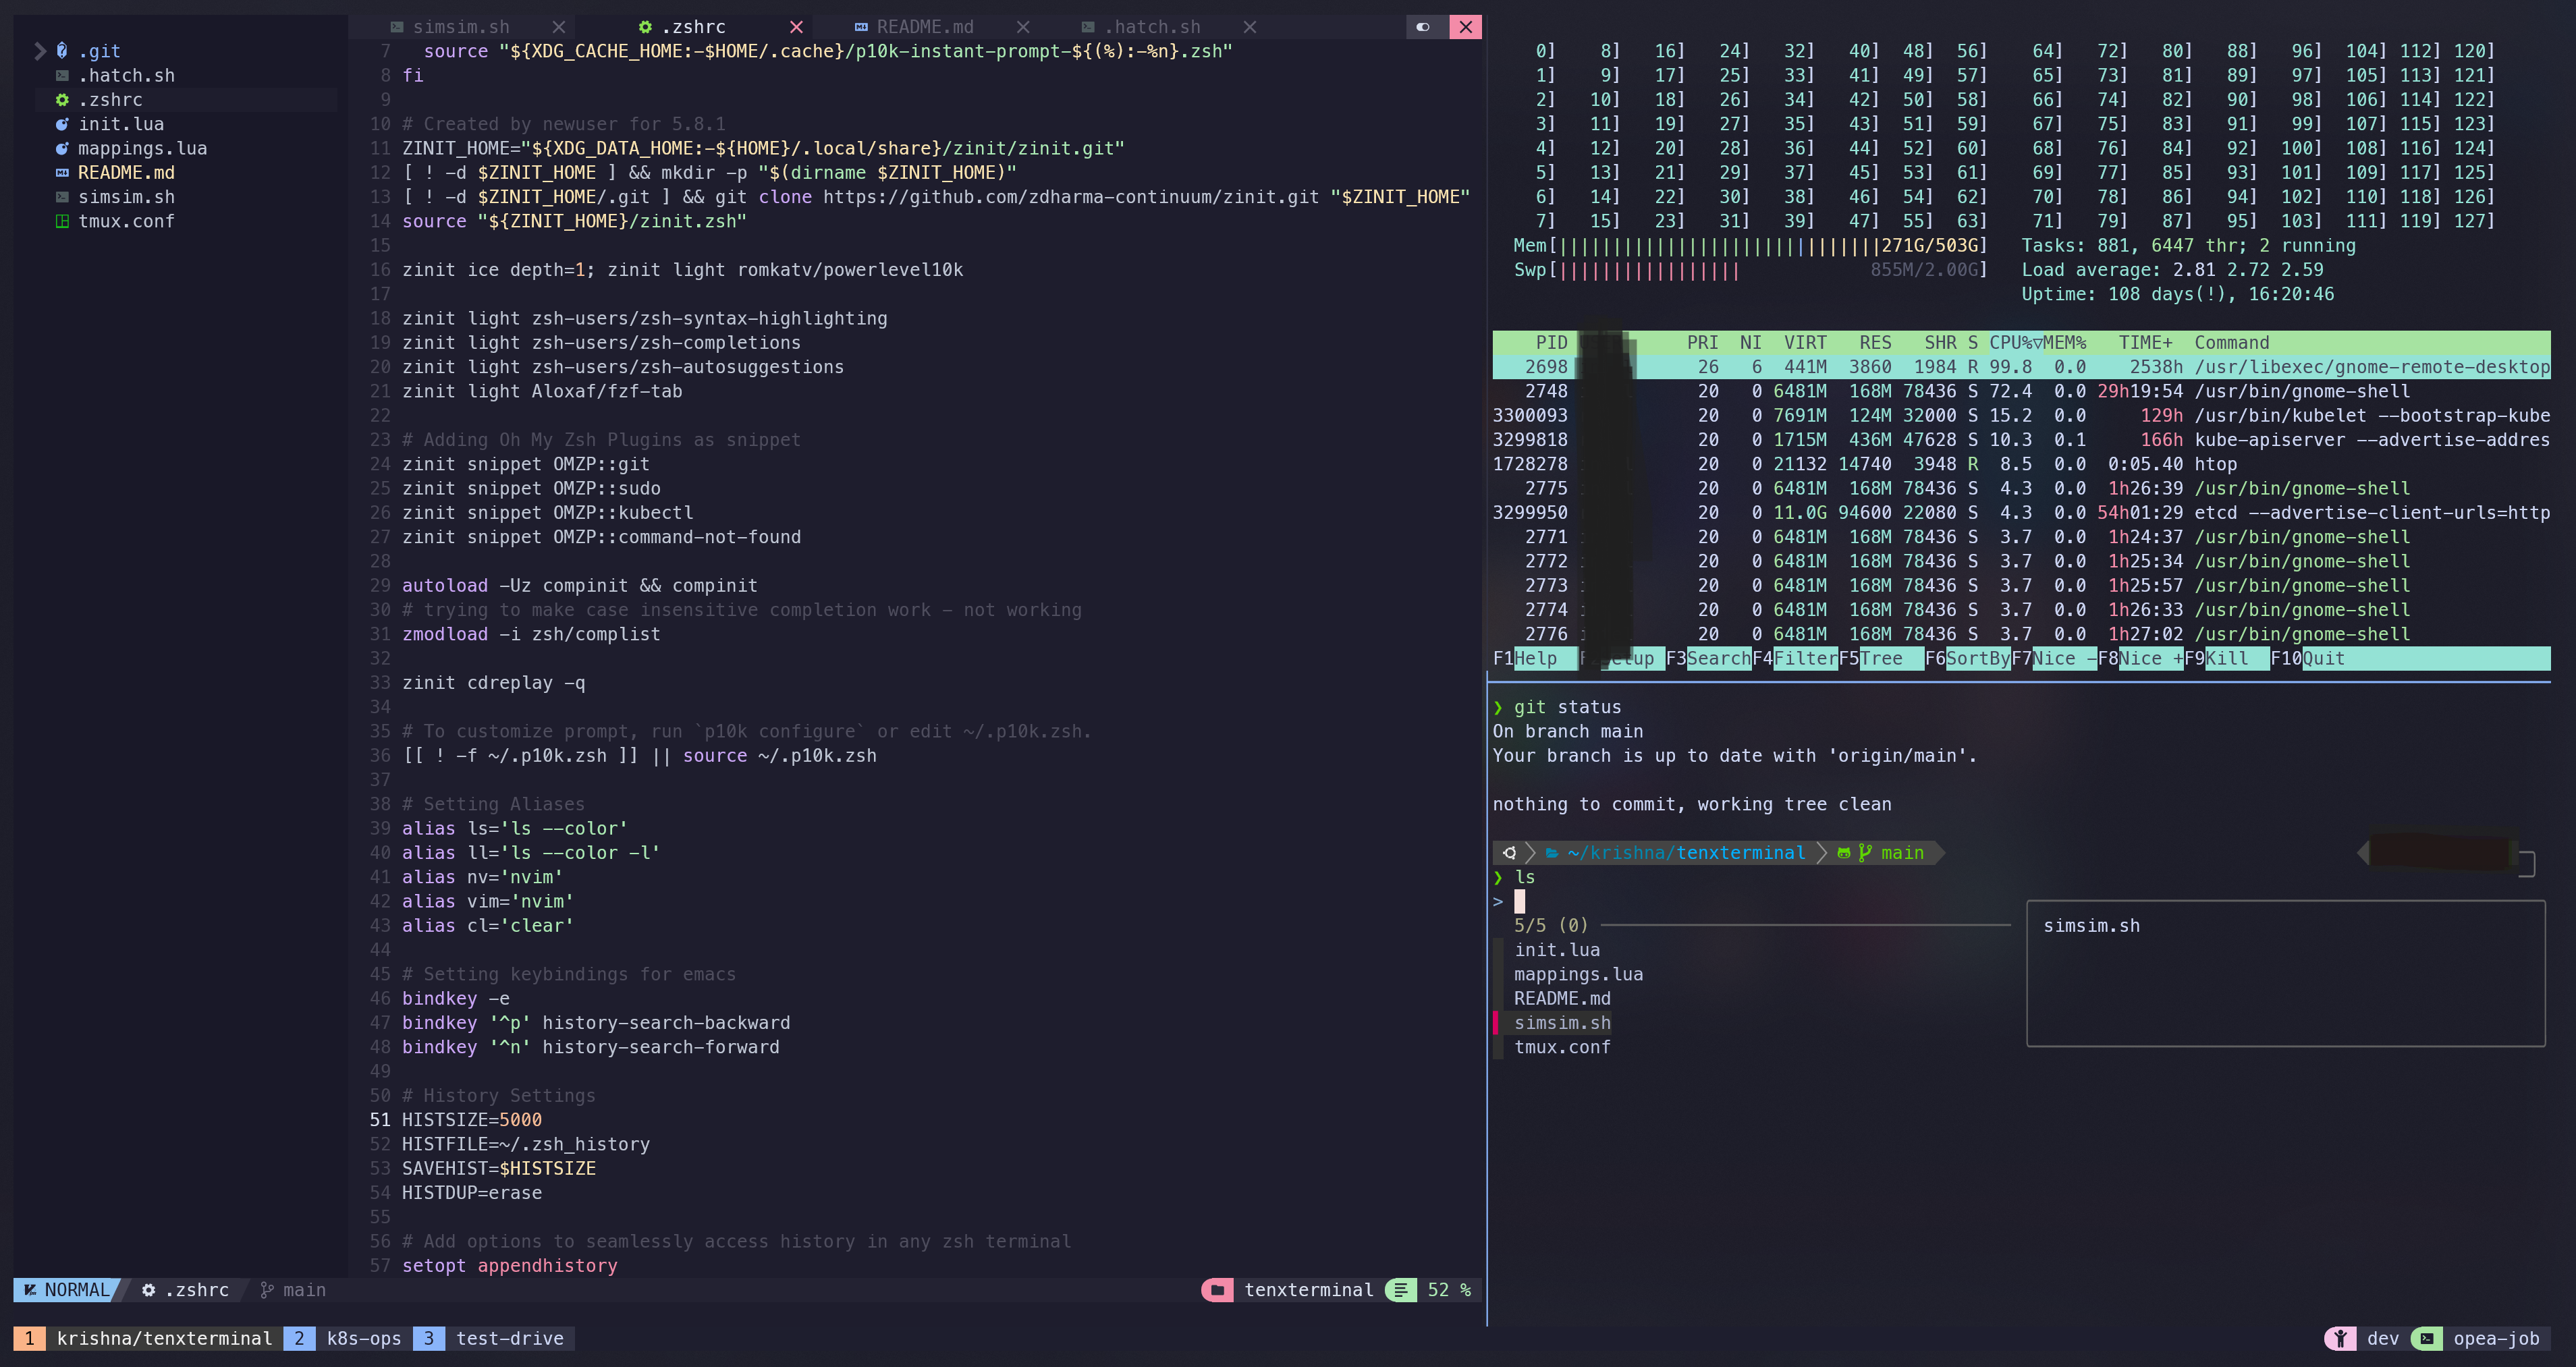 simsim.sh .zshrc README.md .hatch.sh
.git
.hatch.sh
.zshrc
init.lua
mappings.lua
README.md
simsim.sh
tmux.conf
7 source "${XDG_CACHE_HOME:-$HOME/.cache}/p10k-instant-prompt-${(%):-%n}.zsh"
8 fi
9
10 # Created by newuser for 5.8.1
11 ZINIT_HOME="${XDG_DATA_HOME:-${HOME}/.local/share}/zinit/zinit.git"
12 [ ! -d $ZINIT_HOME ] && mkdir -p "$(dirname $ZINIT_HOME)"
13 [ ! -d $ZINIT_HOME/.git ] && git clone https://github.com/zdharma-continuum/zinit.git "$ZINIT_HOME"
14 source "${ZINIT_HOME}/zinit.zsh"
15
16 zinit ice depth=1; zinit light romkatv/powerlevel10k
17
18 zinit light zsh-users/zsh-syntax-highlighting
19 zinit light zsh-users/zsh-completions
20 zinit light zsh-users/zsh-autosuggestions
21 zinit light Aloxaf/fzf-tab
22
23 # Adding Oh My Zsh Plugins as snippet
24 zinit snippet OMZP::git
25 zinit snippet OMZP::sudo
26 zinit snippet OMZP::kubectl
27 zinit snippet OMZP::command-not-found
28
29 autoload -Uz compinit && compinit
30 # trying to make case insensitive completion work - not working
31 zmodload -i zsh/complist
32
33 zinit cdreplay -q
34
35 # To customize prompt, run `p10k configure` or edit ~/.p10k.zsh.
36 [[ ! -f ~/.p10k.zsh ]] || source ~/.p10k.zsh
37
38 # Setting Aliases
39 alias ls='ls --color'
40 alias ll='ls --color -l'
41 alias nv='nvim'
42 alias vim='nvim'
43 alias cl='clear'
44
45 # Setting keybindings for emacs
46 bindkey -e
47 bindkey '^p' history-search-backward
48 bindkey '^n' history-search-forward
49
50 # History Settings
51 HISTSIZE=5000
52 HISTFILE=~/.zsh_history
53 SAVEHIST=$HISTSIZE
54 HISTDUP=erase
55
56 # Add options to seamlessly access history in any zsh terminal
57 setopt appendhistory
NORMAL .zshrc main tenxterminal 52 %
0] 8] 16] 24] 32] 40] 48] 56] 64] 72] 80] 88] 96] 104] 112] 120]
1] 9] 17] 25] 33] 41] 49] 57] 65] 73] 81] 89] 97] 105] 113] 121]
2] 10] 18] 26] 34] 42] 50] 58] 66] 74] 82] 90] 98] 106] 114] 122]
3] 11] 19] 27] 35] 43] 51] 59] 67] 75] 83] 91] 99] 107] 115] 123]
4] 12] 20] 28] 36] 44] 52] 60] 68] 76] 84] 92] 100] 108] 116] 124]
5] 13] 21] 29] 37] 45] 53] 61] 69] 77] 85] 93] 101] 109] 117] 125]
6] 14] 22] 30] 38] 46] 54] 62] 70] 78] 86] 94] 102] 110] 118] 126]
7] 15] 23] 31] 39] 47] 55] 63] 71] 79] 87] 95] 103] 111] 119] 127]
Mem[||||||||||||||||||||||||||||||271G/503G] Tasks: 881, 6447 thr; 2 running
Swp[||||||||||||||||| 855M/2.00G] Load average: 2.81 2.72 2.59
Uptime: 108 days(!), 16:20:46
PID PRI NI VIRT RES SHR S CPU%▽MEM% TIME+ Command
2698 26 6 441M 3860 1984 R 99.8 0.0 2538h /usr/libexec/gnome-remote-desktop
2748 20 0 6481M 168M 78436 S 72.4 0.0 29h19:54 /usr/bin/gnome-shell
3300093 20 0 7691M 124M 32000 S 15.2 0.0 129h /usr/bin/kubelet --bootstrap-kube
3299818 20 0 1715M 436M 47628 S 10.3 0.1 166h kube-apiserver --advertise-addres
1728278 20 0 21132 14740 3948 R 8.5 0.0 0:05.40 htop
2775 20 0 6481M 168M 78436 S 4.3 0.0 1h26:39 /usr/bin/gnome-shell
3299950 20 0 11.0G 94600 22080 S 4.3 0.0 54h01:29 etcd --advertise-client-urls=http
2771 20 0 6481M 168M 78436 S 3.7 0.0 1h24:37 /usr/bin/gnome-shell
2772 20 0 6481M 168M 78436 S 3.7 0.0 1h25:34 /usr/bin/gnome-shell
2773 20 0 6481M 168M 78436 S 3.7 0.0 1h25:57 /usr/bin/gnome-shell
2774 20 0 6481M 168M 78436 S 3.7 0.0 1h26:33 /usr/bin/gnome-shell
2776 20 0 6481M 168M 78436 S 3.7 0.0 1h27:02 /usr/bin/gnome-shell
F1Help F3Search F4Filter F5Tree F6SortBy F7Nice - F8Nice + F9Kill F10Quit
❯ git status
On branch main
Your branch is up to date with 'origin/main'.
nothing to commit, working tree clean
~/krishna/tenxterminal main
❯ ls
>
5/5 (0)
init.lua
mappings.lua
README.md
simsim.sh
tmux.conf
simsim.sh
1 krishna/tenxterminal 2 k8s-ops 3 test-drive dev opea-job